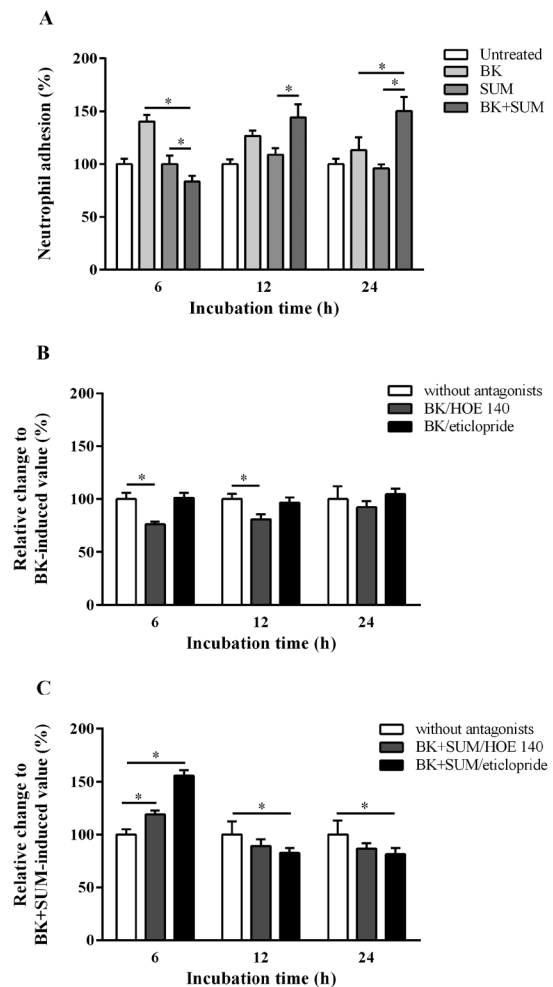 A
Neutrophil adhesion (%)
200
150
100
50
0
*
*
*
*
*
6
12
24
Incubation time (h)
Untreated
BK
SUM
BK+SUM
B
Relative change to
BK-induced value (%)
200
150
100
50
0
*
*
6
12
24
Incubation time (h)
without antagonists
BK/HOE 140
BK/eticlopride
C
Relative change to
BK+SUM-induced value (%)
200
150
100
50
0
*
*
*
*
6
12
24
Incubation time (h)
without antagonists
BK+SUM/HOE 140
BK+SUM/eticlopride